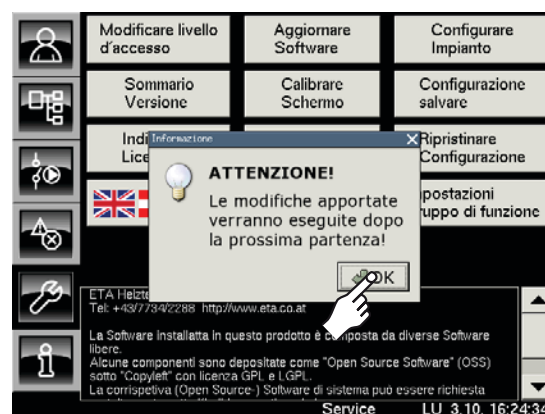 Modificare livello
d'accesso
Aggiornare
Software
Configurare
Impianto
Sommario
Versione
Calibrare
Schermo
Configurazione
salvare
Ripristinare
Configurazione
Informazione
ATTENZIONE!
Le modifiche apportate
verranno eseguite dopo
la prossima partenza!
OK
di funzione
ETA
Tel: +43/7734/2288 http://www.eta.co.at
La Software installatta in questo prodotto è composta da diverse Software
libere.
Alcune componenti sono depositate come "Open Source Software" (OSS)
sotto "Copyleft" con licenza GPL e LGPL.
La corrispetiva (Open Source-) Software di sistema può essere richiesta
Service
LU 3.10. 16:24:34